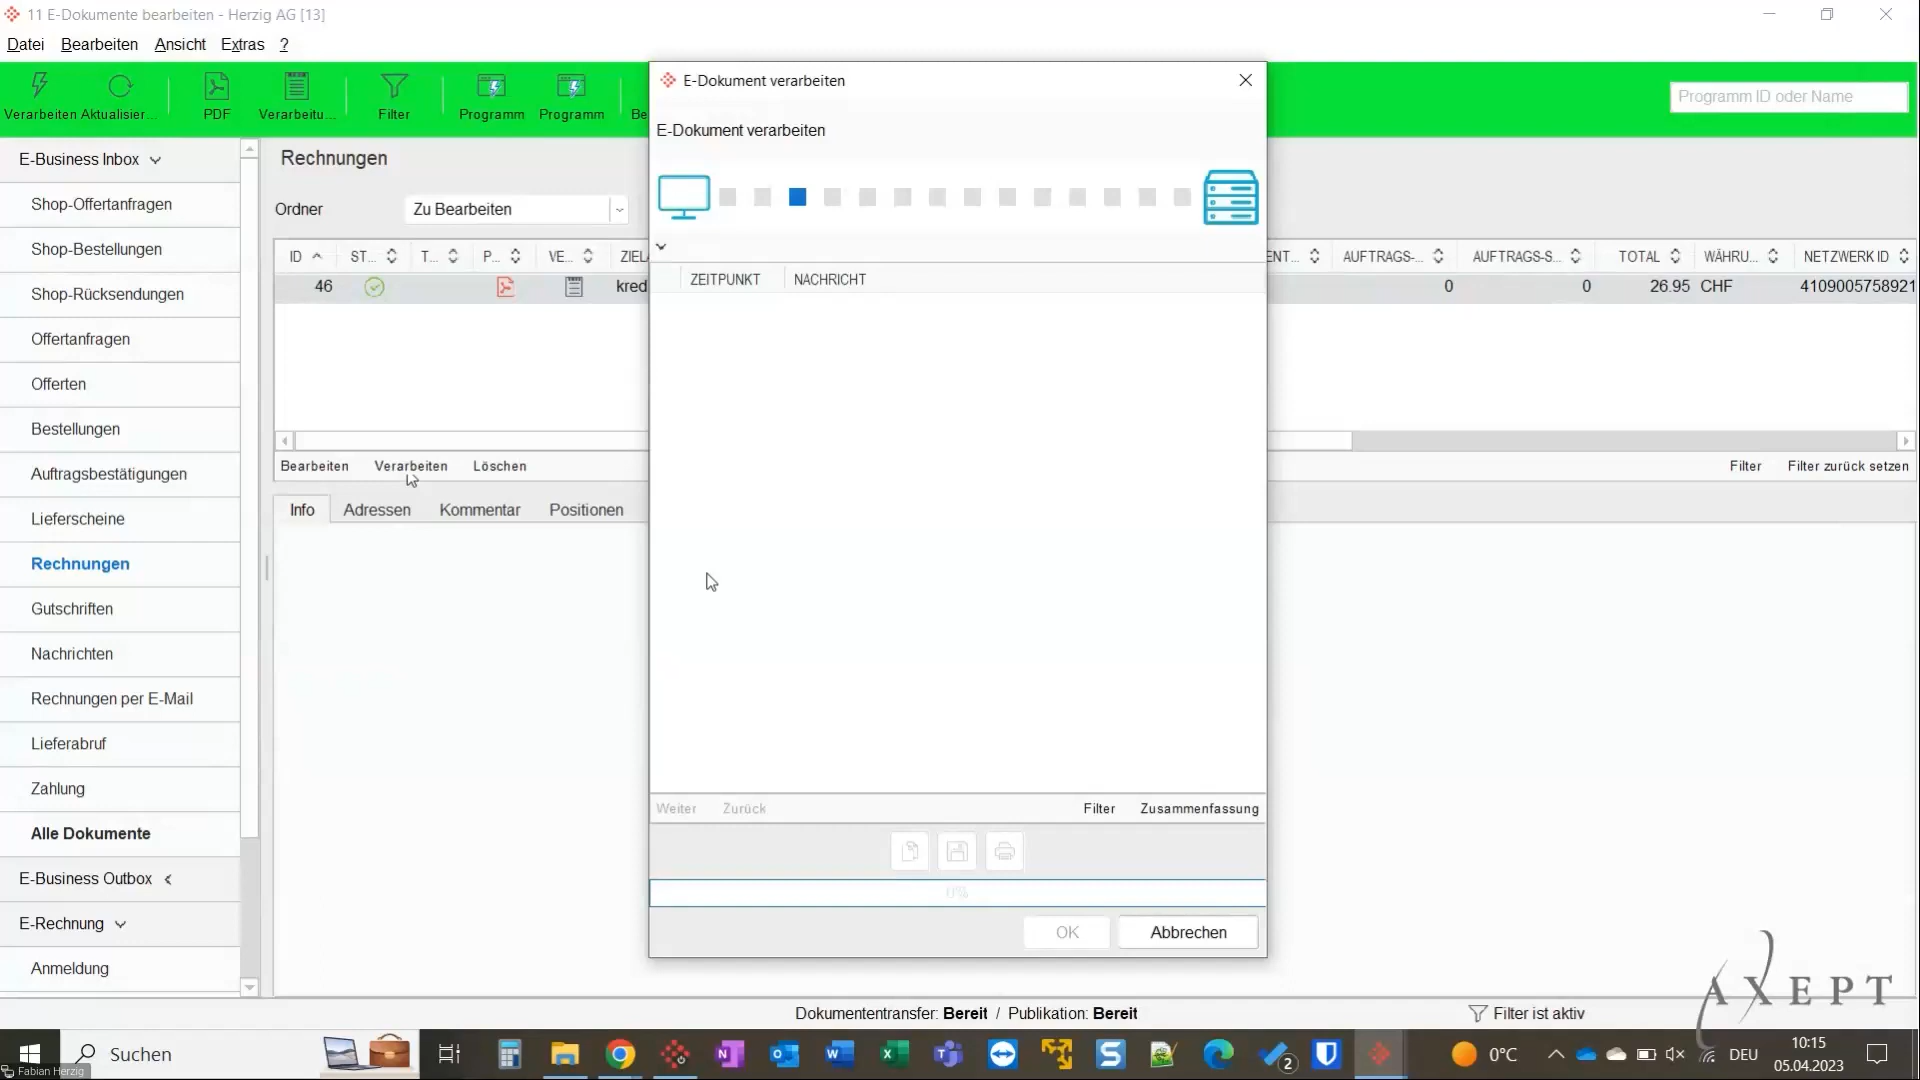 11 E-Dokumente bearbeiten - Herzig AG [13]
Datei Bearbeiten Ansicht Extras ?
Verarbeiten Aktualisier... PDF Verarbeitu... Filter Programm Programm Be
Programm ID oder Name
E-Business Inbox
Shop-Offertanfragen
Shop-Bestellungen
Shop-Rücksendungen
Offertanfragen
Offerten
Bestellungen
Auftragsbestätigungen
Lieferscheine
Rechnungen
Gutschriften
Nachrichten
Rechnungen per E-Mail
Lieferabruf
Zahlung
Alle Dokumente
E-Business Outbox
E-Rechnung
Anmeldung
Rechnungen
Ordner Zu Bearbeiten
ID ST... T... P... VE... ZIEL ENT... AUFTRAGS-... AUFTRAGS-S... TOTAL WÄHRU... NETZWERK ID
46 kred 0 0 26.95 CHF 4109005758921
Bearbeiten Verarbeiten Löschen Filter Filter zurück setzen
Info Adressen Kommentar Positionen
E-Dokument verarbeiten
E-Dokument verarbeiten
ZEITPUNKT NACHRICHT
Weiter Zurück Filter Zusammenfassung
0%
OK Abbrechen
Dokumententransfer: Bereit / Publikation: Bereit
Filter ist aktiv
AXEPT
Suchen
2
0°C
DEU
10:15
05.04.2023
Fabian Herzig